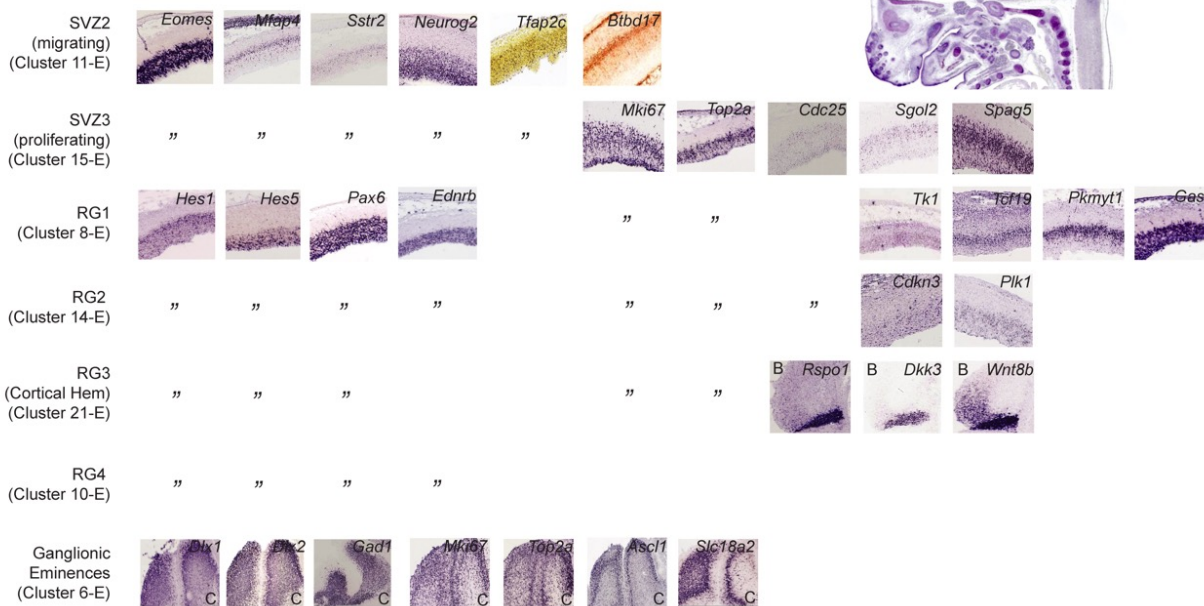 SVZ2
(migrating)
(Cluster 11-E)
Eomes Mfap4 Sstr2 Neurog2 Tfap2c Btbd17
SVZ3
(proliferating)
(Cluster 15-E)
" " " " " Mki67 Top2a Cdc25 Sgol2 Spag5
RG1
(Cluster 8-E)
Hes1 Hes5 Pax6 Ednrb " " Tk1 Tcf19 Pkmyt1 Gas
RG2
(Cluster 14-E)
" " " " " " " Cdkn3 Plk1
RG3
(Cortical Hem)
(Cluster 21-E)
" " " " " B Rspo1 B Dkk3 B Wnt8b
RG4
(Cluster 10-E)
" " " "
Ganglionic
Eminences
(Cluster 6-E)
Dlx1 Dlx2 Gad1 Mki67 Top2a Ascl1 Slc18a2
C C C C C C C